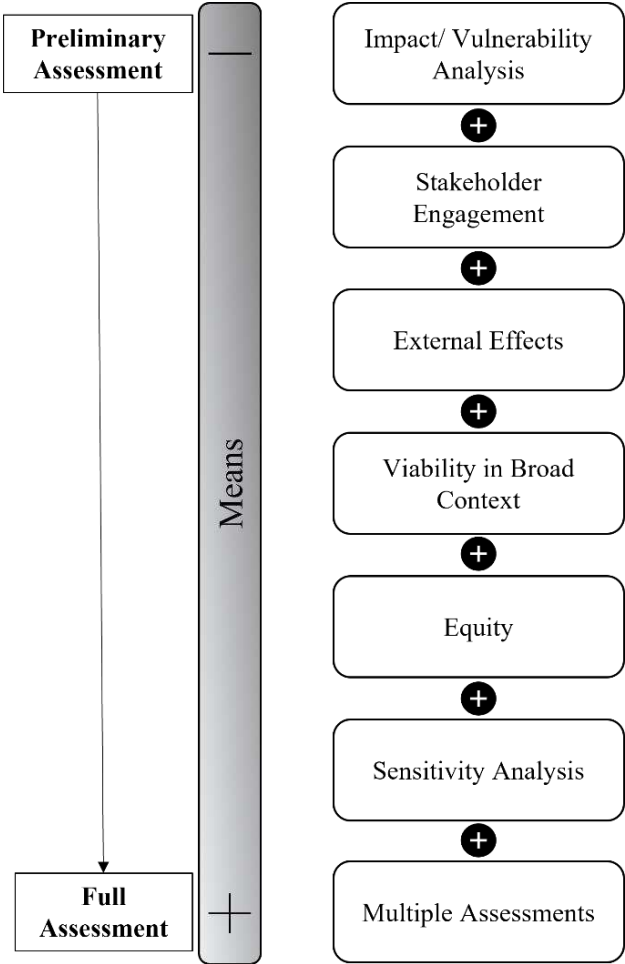 Preliminary
Assessment
Full
Assessment
—
Means
+
Impact/ Vulnerability
Analysis
+
Stakeholder
Engagement
+
External Effects
+
Viability in Broad
Context
+
Equity
+
Sensitivity Analysis
+
Multiple Assessments